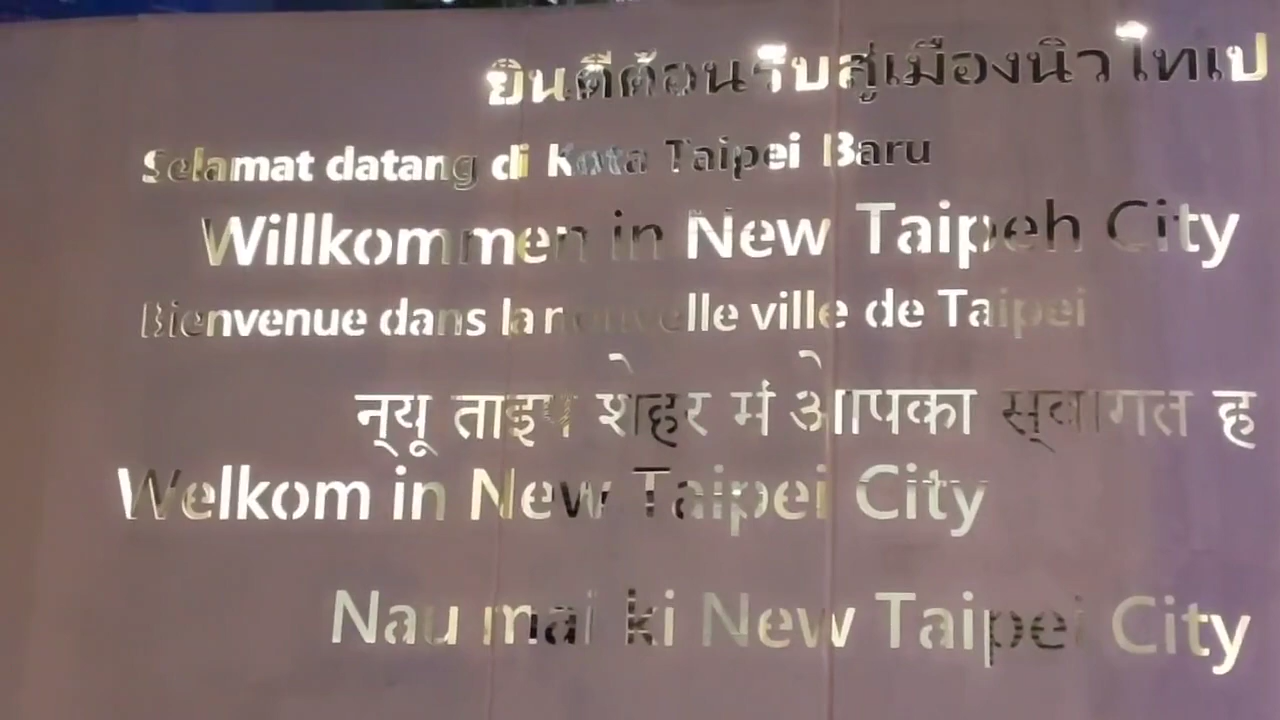 ยินดีต้อนรับสู่เมืองนิวไทเป
Selamat datang di Kota Taipei Baru
Willkommen in New Taipeh City
Bienvenue dans la nouvelle ville de Taipei
न्यू ताइपे शेहर में ओपका स्वागत ह
Welkom in New Taipei City
Nau mai ki New Taipei City